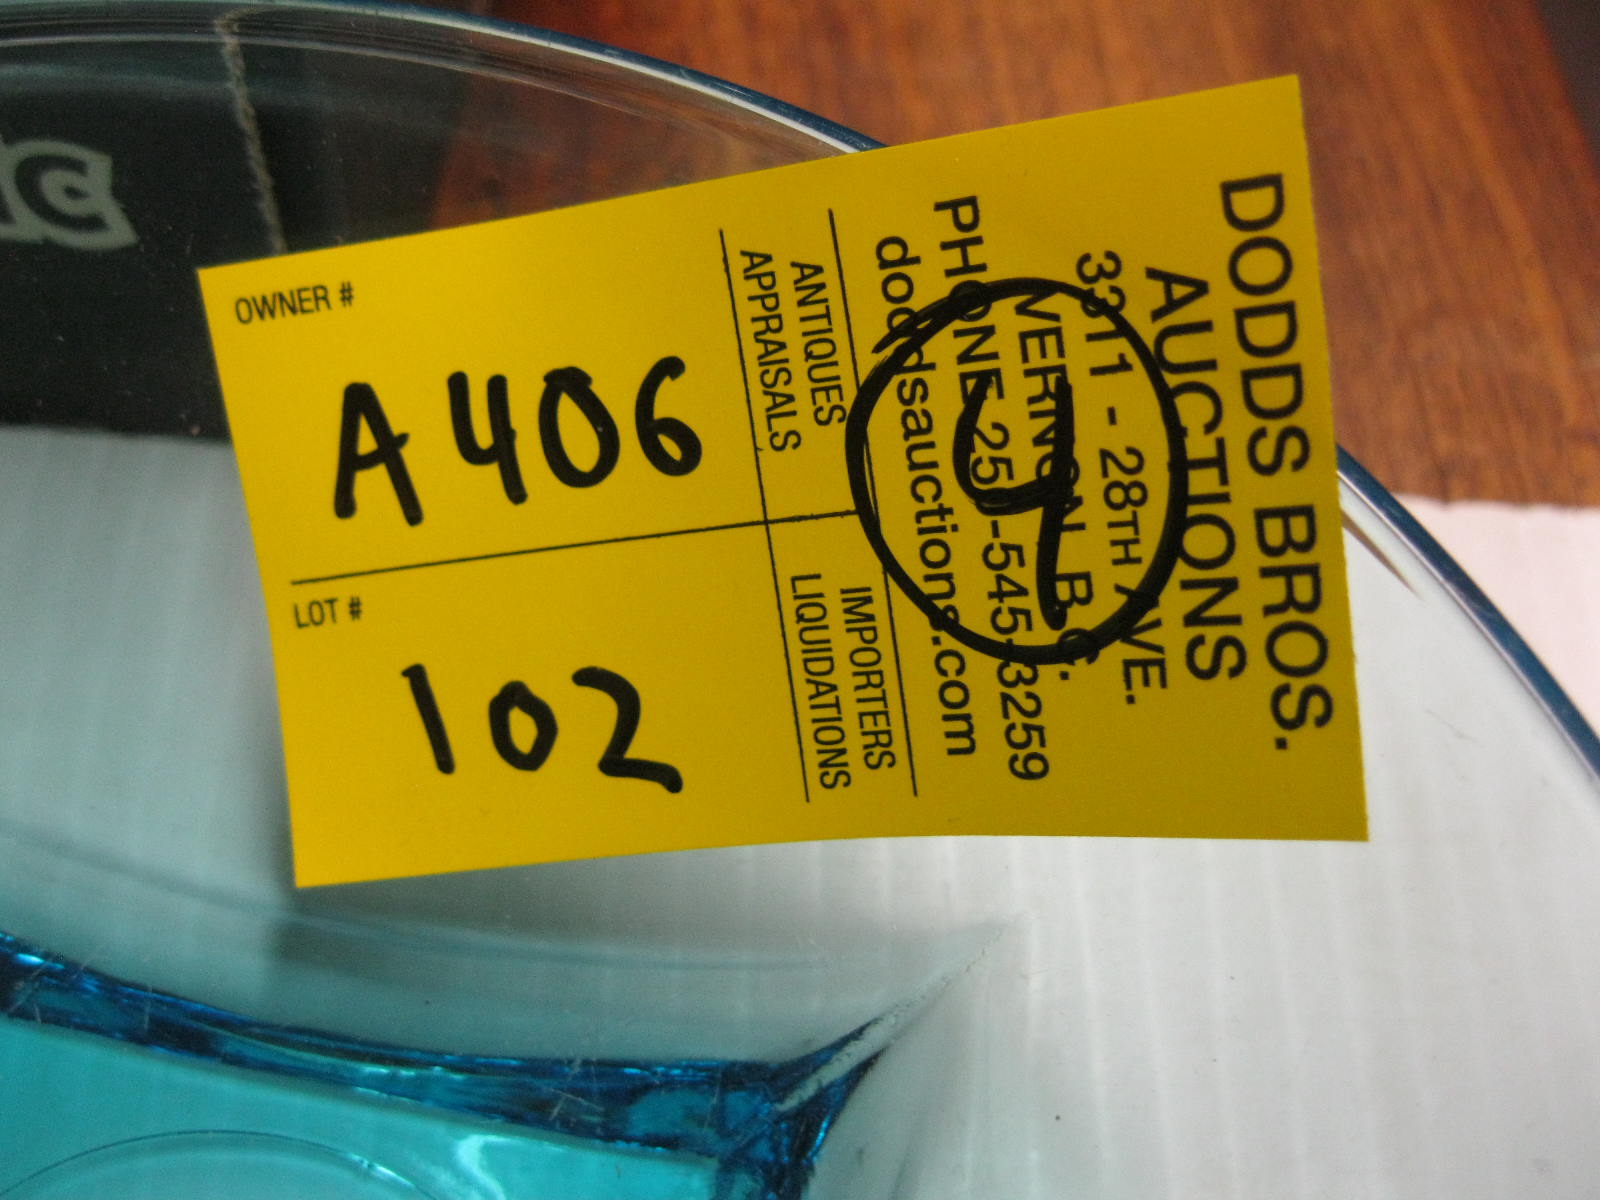 DODDS BROS.
AUCTIONS
3311 - 28TH AVE.
VERNON, B.C.
PHONE 250-545-3259
doddsauctions.com
ANTIQUES
APPRAISALS
IMPORTERS
LIQUIDATIONS
4
OWNER #
A406
LOT #
102